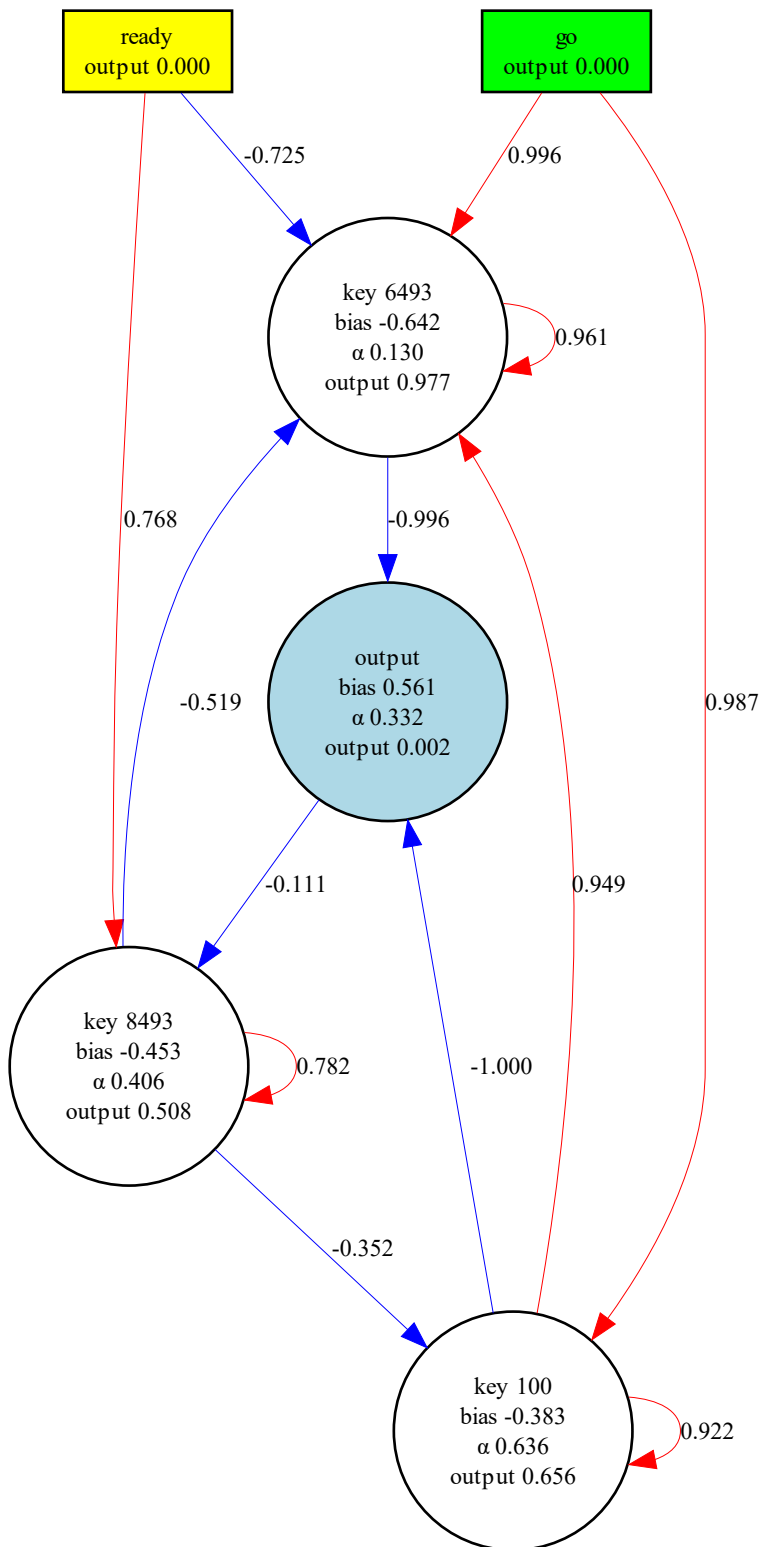 ready
output 0.000
go
output 0.000
-0.725
0.996
key 6493
bias -0.642
α 0.130
output 0.977
0.961
0.768
-0.996
-0.519
output
bias 0.561
α 0.332
output 0.002
0.987
-0.111
0.949
key 8493
bias -0.453
α 0.406
output 0.508
0.782
-1.000
-0.352
key 100
bias -0.383
α 0.636
output 0.656
0.922